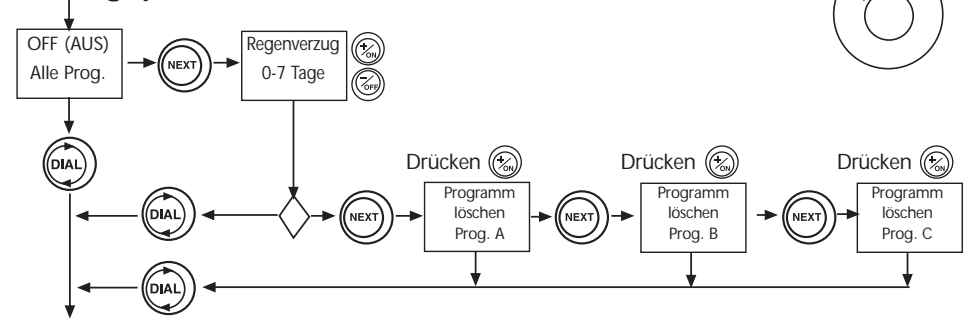 OFF (AUS)
Alle Prog.
NEXT
Regenverzug
0-7 Tage
+/ON
-/OFF
DIAL
Drücken +/ON
Drücken +/ON
Drücken +/ON
DIAL
NEXT
Programm
löschen
Prog. A
NEXT
Programm
löschen
Prog. B
NEXT
Programm
löschen
Prog. C
DIAL